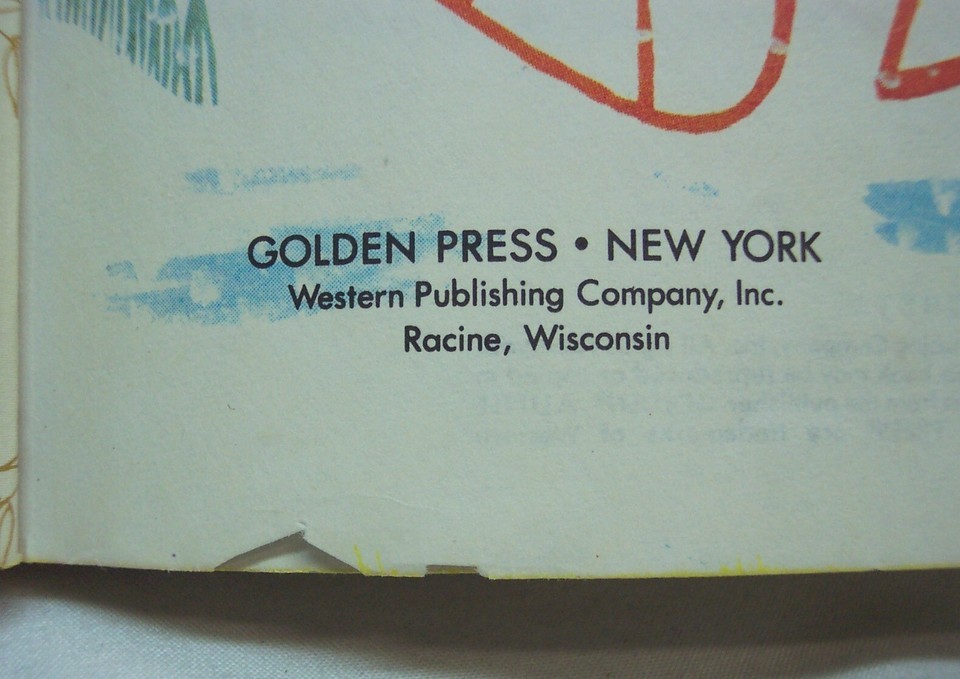 GOLDEN PRESS • NEW YORK
Western Publishing Company, Inc.
Racine, Wisconsin